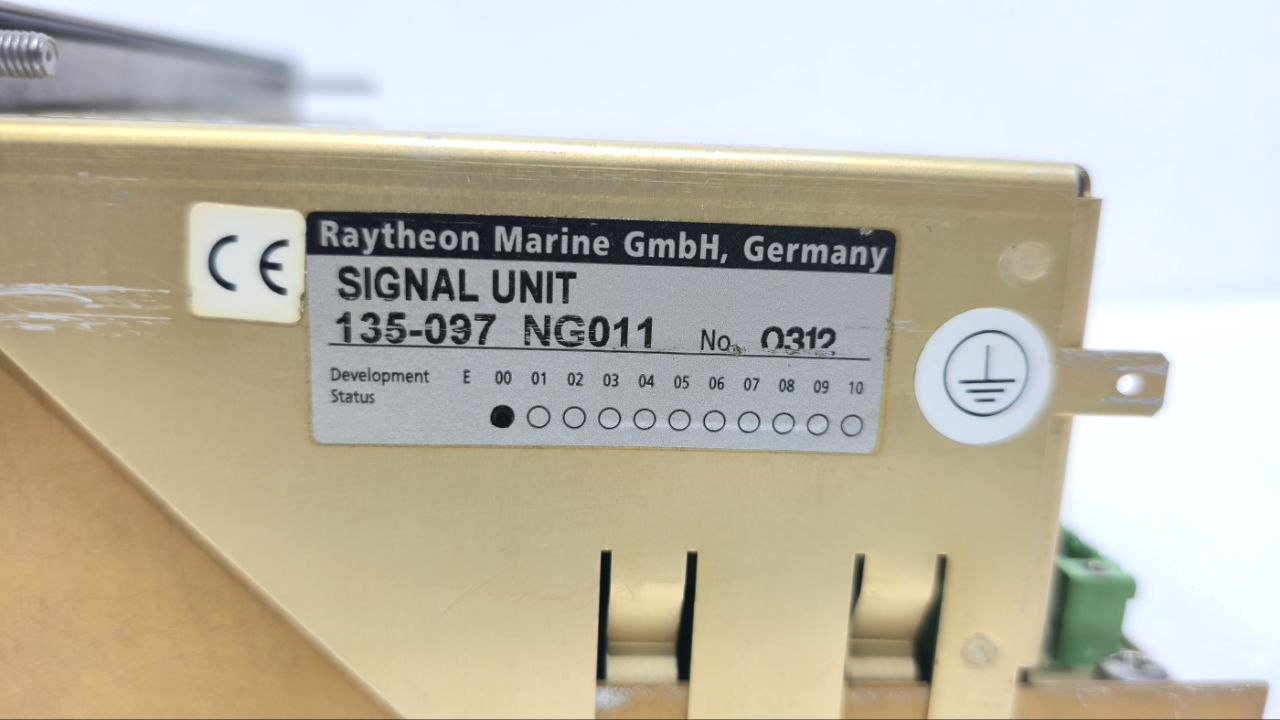 CE
Raytheon Marine GmbH, Germany
SIGNAL UNIT
135-097 NG011 No. 0312
Development Status E 00 01 02 03 04 05 06 07 08 09 10